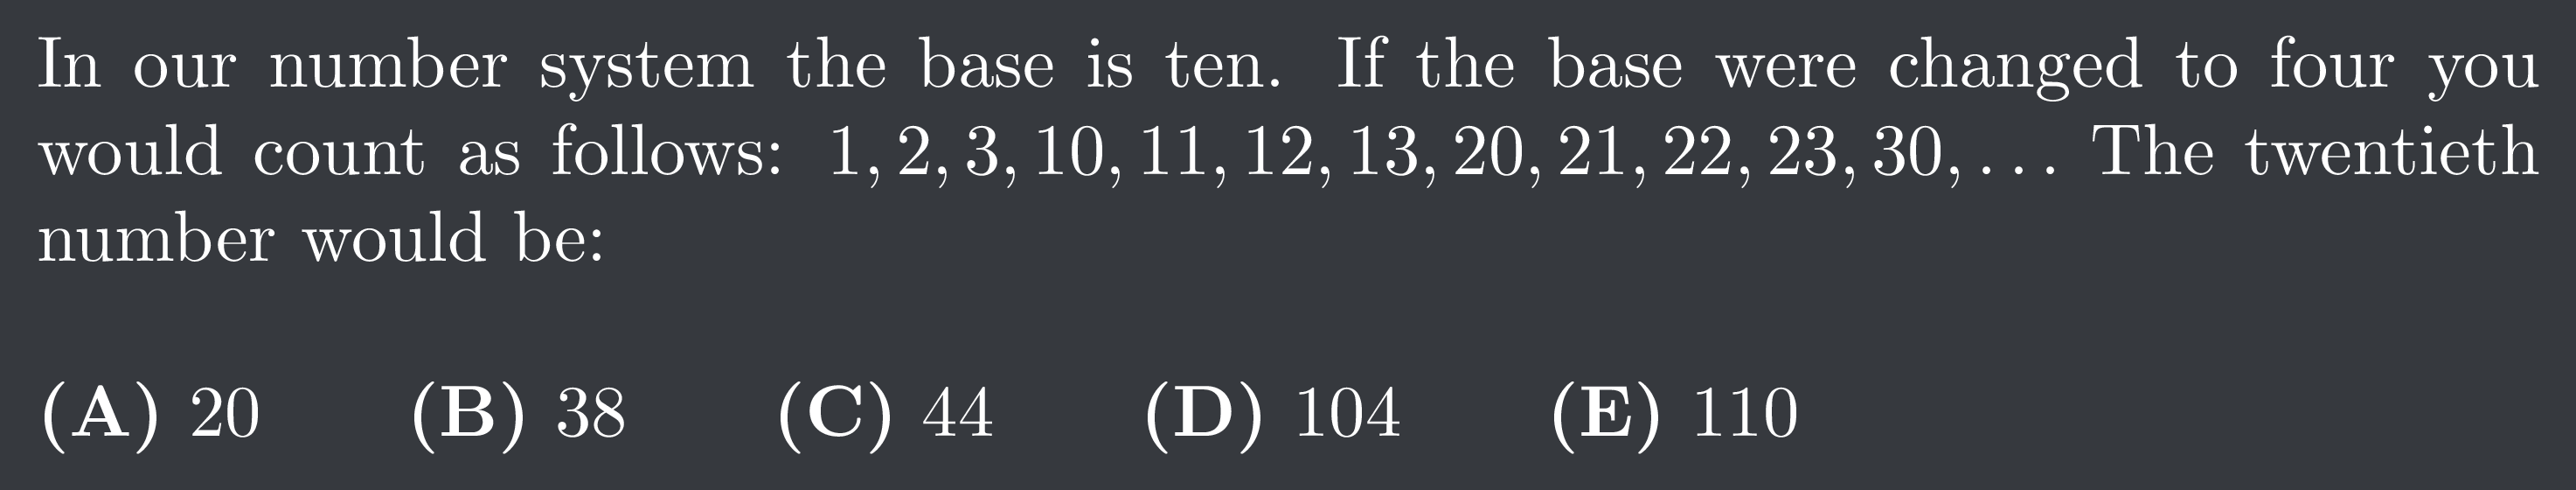 In our number system the base is ten. If the base were changed to four you
would count as follows: 1, 2, 3, 10, 11, 12, 13, 20, 21, 22, 23, 30, . . . The twentieth
number would be:
(A) 20 (B) 38 (C) 44 (D) 104 (E) 110